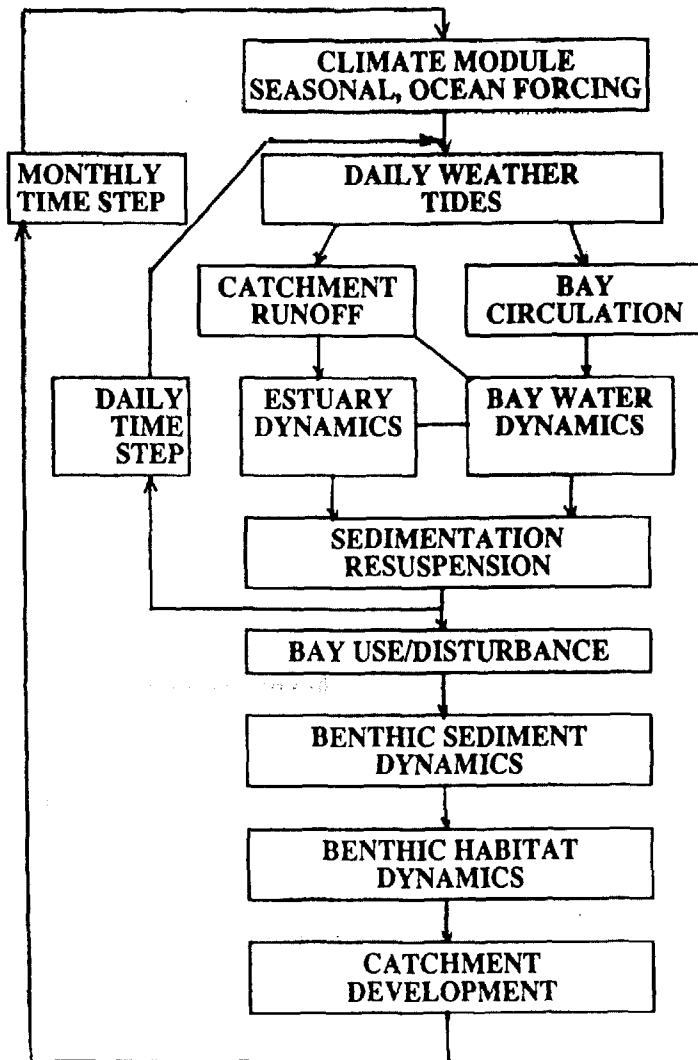 CLIMATE MODULE
SEASONAL, OCEAN FORCING
MONTHLY
TIME STEP
DAILY WEATHER
TIDES
CATCHMENT
RUNOFF
BAY
CIRCULATION
DAILY
TIME
STEP
ESTUARY
DYNAMICS
BAY WATER
DYNAMICS
SEDIMENTATION
RESUSPENSION
BAY USE/DISTURBANCE
BENTHIC SEDIMENT
DYNAMICS
BENTHIC HABITAT
DYNAMICS
CATCHMENT
DEVELOPMENT